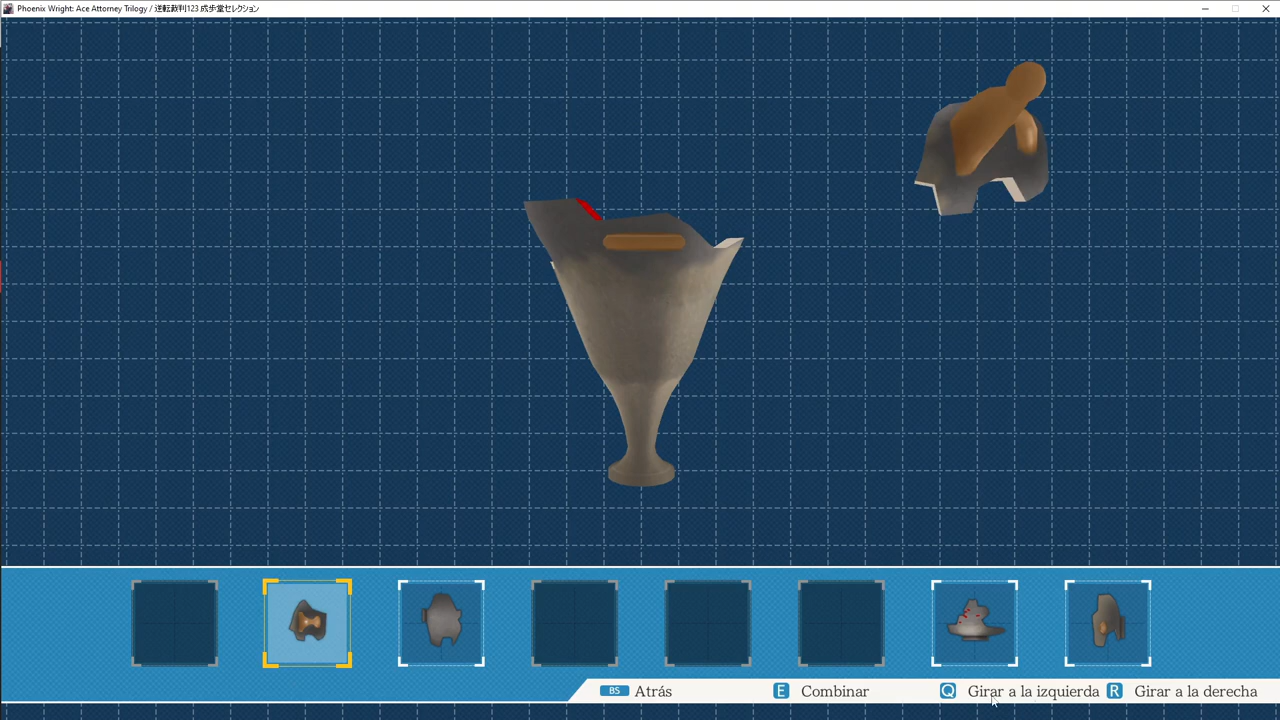 Phoenix Wright: Ace Attorney Trilogy / 逆転裁判123 成歩堂セレクション
BS Atrás E Combinar Q Girar a la izquierda R Girar a la derecha